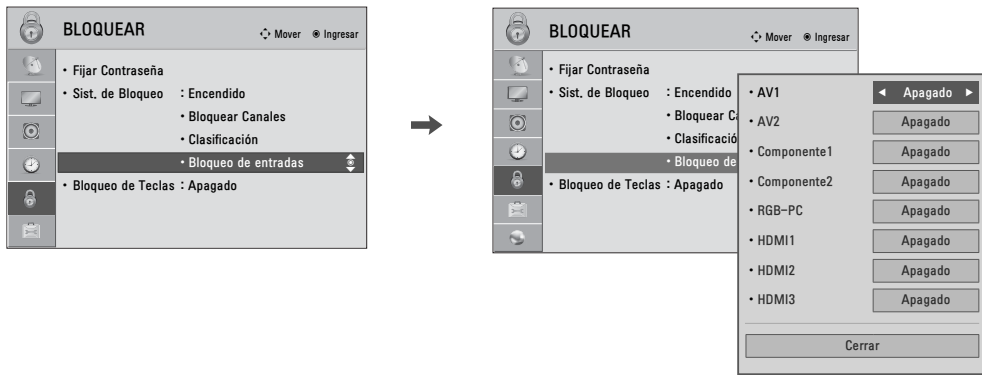 BLOQUEAR
Mover Ingresar
• Fijar Contraseña
• Sist. de Bloqueo : Encendido
• Bloquear Canales
• Clasificación
• Bloqueo de entradas
• Bloqueo de Teclas : Apagado
BLOQUEAR
Mover Ingresar
• Fijar Contraseña
• Sist. de Bloqueo : Encendido
• Bloquear C
• Clasificació
• Bloqueo de
• Bloqueo de Teclas : Apagado
• AV1 ◄ Apagado ►
• AV2 Apagado
• Componente1 Apagado
• Componente2 Apagado
• RGB-PC Apagado
• HDMI1 Apagado
• HDMI2 Apagado
• HDMI3 Apagado
Cerrar